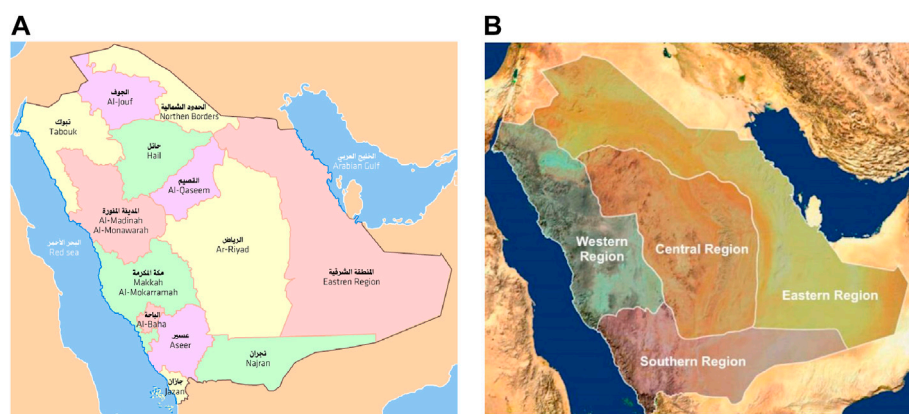 A
الجوف
Al-Jouf
الحدود الشمالية
Northen Borders
تبوك
Tabouk
حائل
Hail
القصيم
Al-Qaseem
الخليج العربي
Arabian Gulf
المدينة المنورة
Al-Madinah
Al-Monawarah
الرياض
Ar-Riyad
البحر الأحمر
Red sea
مكة المكرمة
Makkah
Al-Mokarramah
المنطقة الشرقية
Eastren Region
الباحة
Al-Baha
عسير
Aseer
نجران
Najran
جازان
Jazan
B
Western
Region
Central Region
Eastern Region
Southern Region